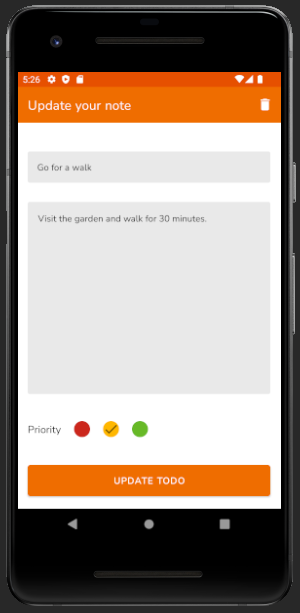 5:26
Update your note
Go for a walk
Visit the garden and walk for 30 minutes.
Priority
UPDATE TODO